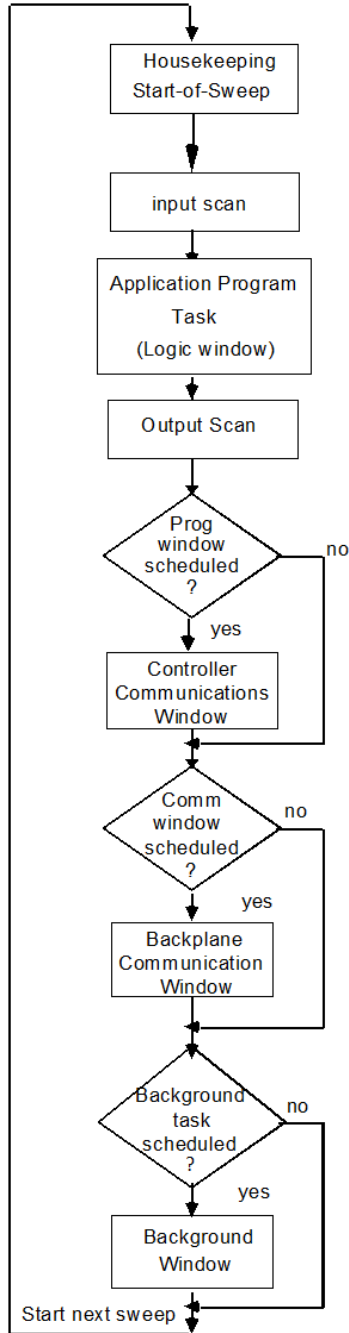 Housekeeping
Start-of-Sweep
input scan
Application Program
Task
(Logic window)
Output Scan
Prog
window
scheduled
?
no
yes
Controller
Communications
Window
Comm
window
scheduled
?
no
yes
Backplane
Communication
Window
Background
task
scheduled
?
no
yes
Background
Window
Start next sweep